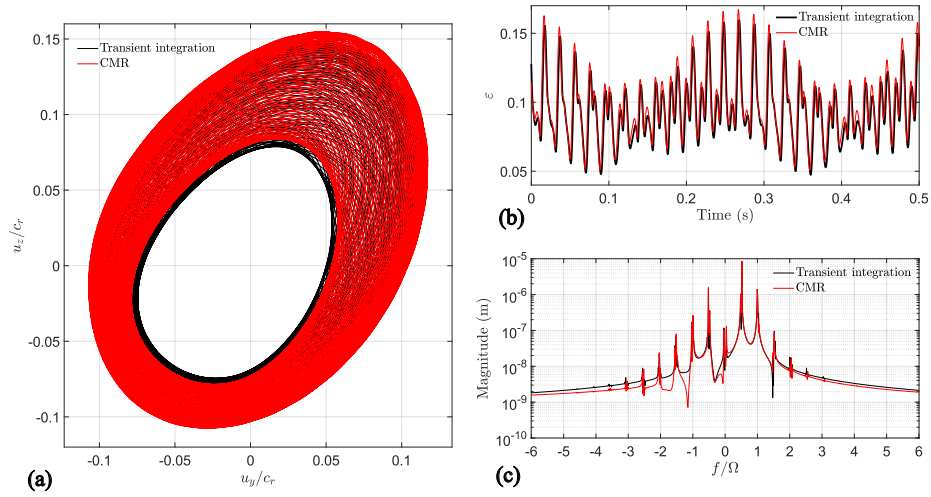 0.15
0.1
0.05
0
-0.05
-0.1
u_z/c_r
Transient integration
CMR
-0.1
-0.05
0
0.05
0.1
u_y/c_r
(a)
0.15
0.1
0.05
ε
Transient integration
CMR
0
0.1
0.2
0.3
0.4
0.5
Time (s)
(b)
10^-5
10^-6
10^-7
10^-8
10^-9
10^-10
Magnitude (m)
Transient integration
CMR
-6
-5
-4
-3
-2
-1
0
1
2
3
4
5
6
f/Ω
(c)